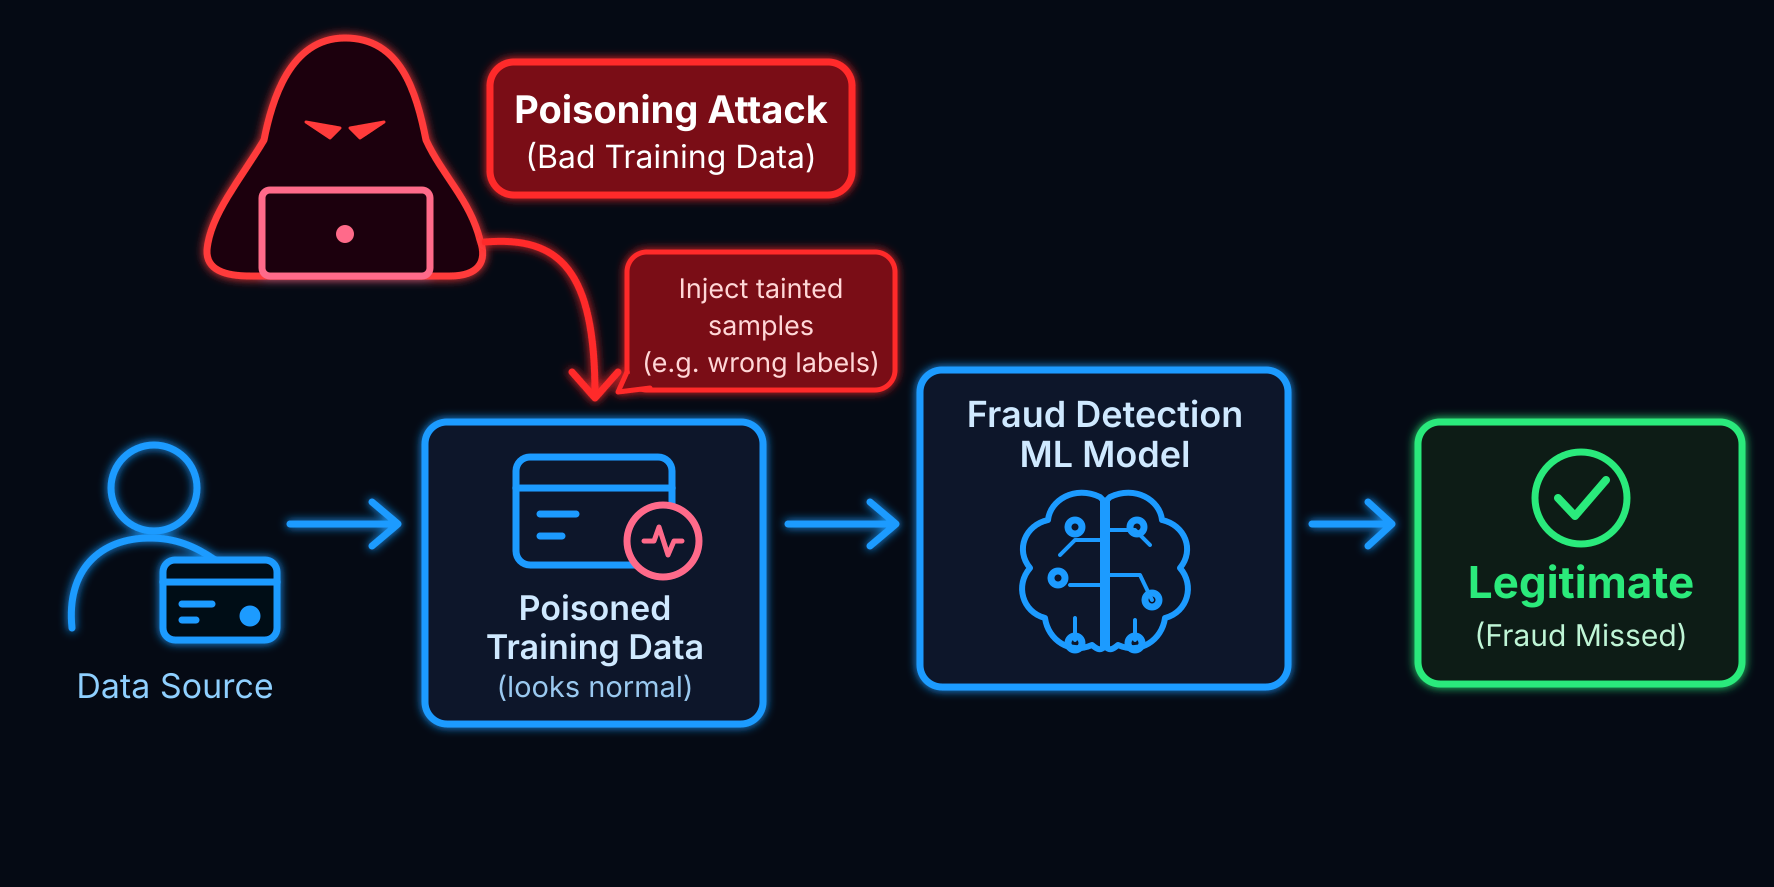 Poisoning Attack
(Bad Training Data)
Inject tainted
samples
(e.g. wrong labels)
Data Source
Poisoned
Training Data
(looks normal)
Fraud Detection
ML Model
Legitimate
(Fraud Missed)